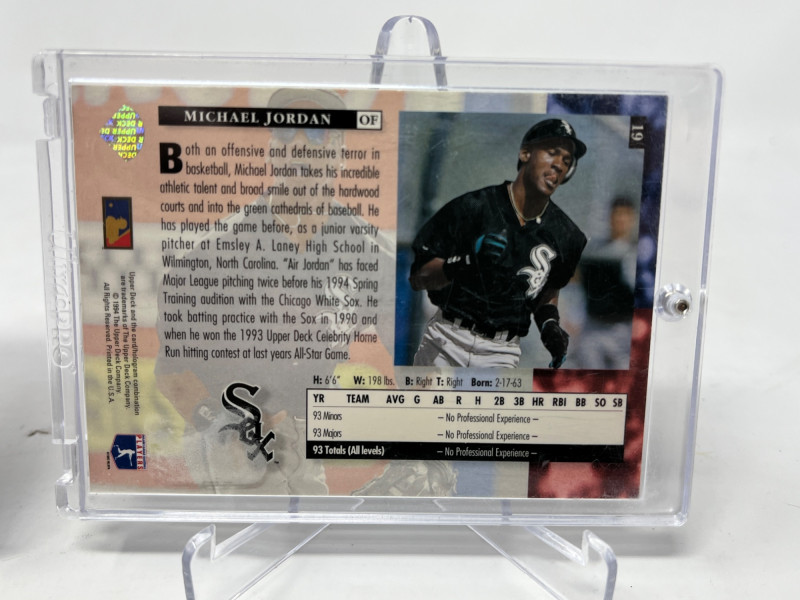 MICHAEL JORDAN OF
19
Both an offensive and defensive terror in
basketball, Michael Jordan takes his incredible
athletic talent and broad smile out of the hardwood
courts and into the green cathedrals of baseball. He
has played the game before, as a junior varsity
pitcher at Emsley A. Laney High School in
Wilmington, North Carolina. "Air Jordan" has faced
Major League pitching twice before his 1994 Spring
Training audition with the Chicago White Sox. He
took batting practice with the Sox in 1990 and
when he won the 1993 Upper Deck Celebrity Home
Run hitting contest at last years All-Star Game.
Upper Deck and the card/hologram combination
are trademarks of The Upper Deck Company.
© 1994 The Upper Deck Company.
All Rights Reserved. Printed in the U.S.A.
H: 6'6" W: 198 lbs. B: Right T: Right Born: 2-17-63
YR TEAM AVG G AB R H 2B 3B HR RBI BB SO SB
93 Minors – No Professional Experience –
93 Majors – No Professional Experience –
93 Totals (All levels) – No Professional Experience –
Sox
Sox
UPPER DECK
PLAYERS